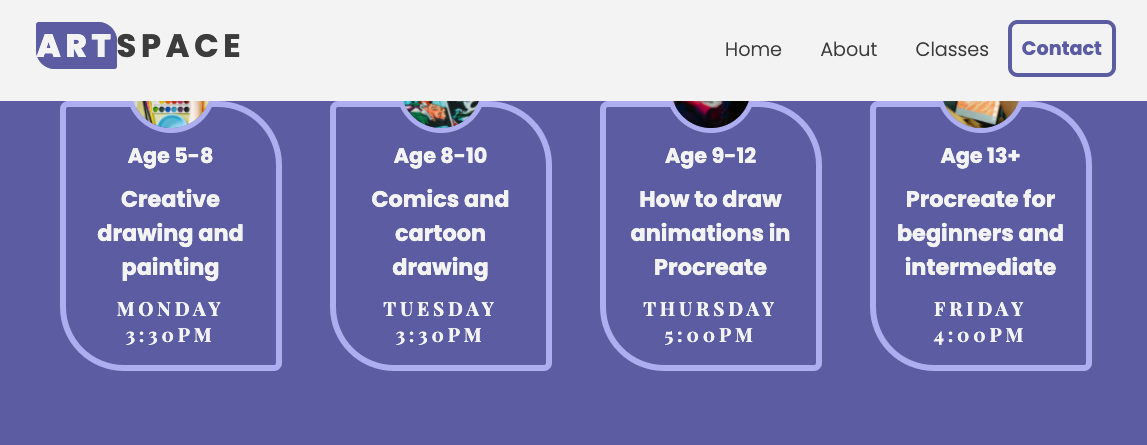 ARTSPACE
Home About Classes Contact
Age 5-8
Creative
drawing and
painting
MONDAY
3:30PM
Age 8-10
Comics and
cartoon
drawing
TUESDAY
3:30PM
Age 9-12
How to draw
animations in
Procreate
THURSDAY
5:00PM
Age 13+
Procreate for
beginners and
intermediate
FRIDAY
4:00PM